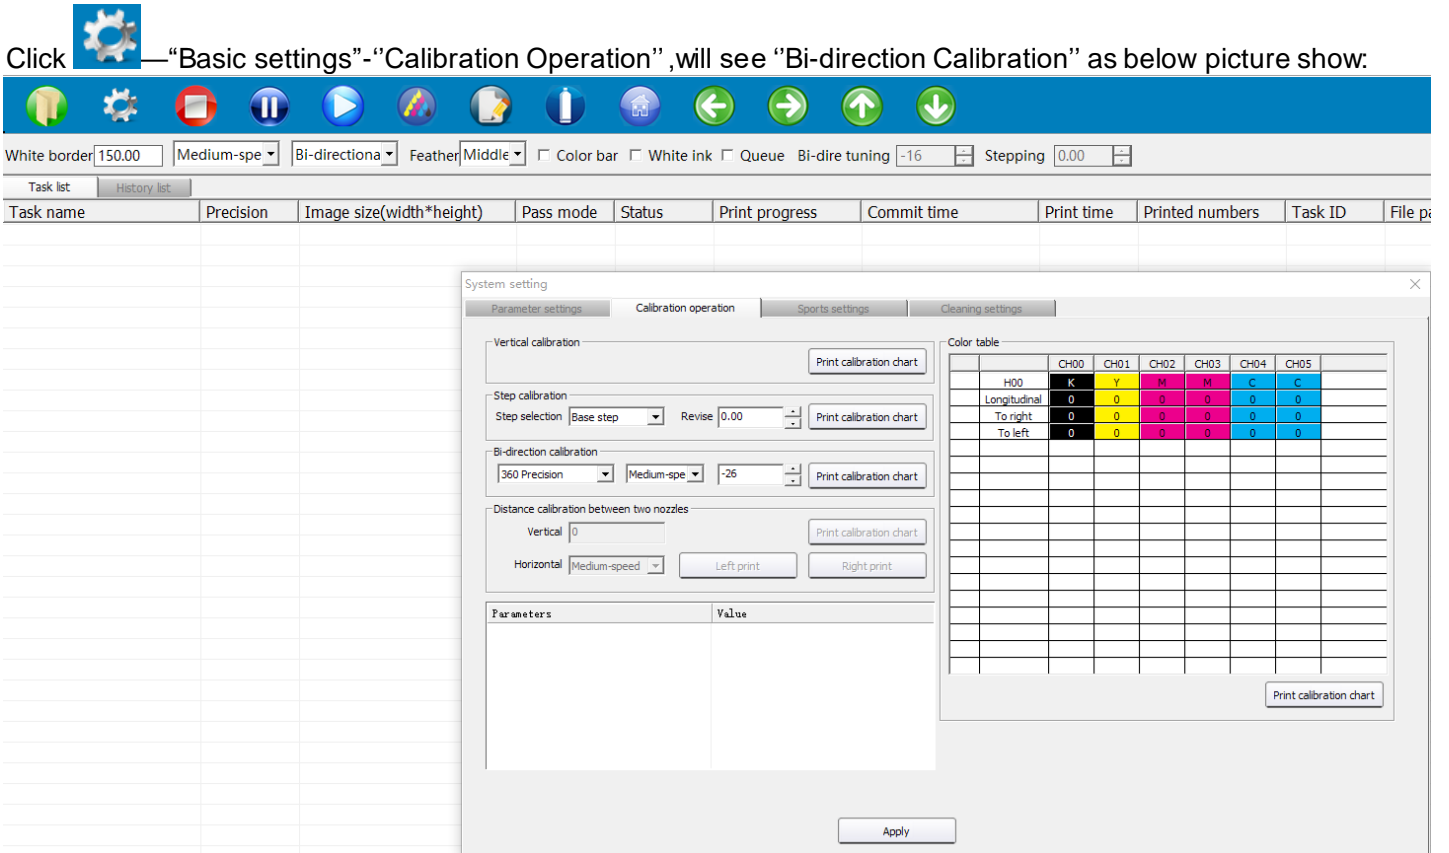 Click —“Basic settings”-‘’Calibration Operation’’ ,will see ‘’Bi-direction Calibration’’ as below picture show:
White border 150.00 Medium-spe Bi-directiona Feather Middle Color bar White ink Queue Bi-dire tuning -16 Stepping 0.00
Task list History list
Task name Precision Image size(width*height) Pass mode Status Print progress Commit time Print time Printed numbers Task ID File pa
System setting
Parameter settings Calibration operation Sports settings Cleaning settings
Vertical calibration
Print calibration chart
Step calibration
Step selection Base step Revise 0.00 Print calibration chart
Bi-direction calibration
360 Precision Medium-spe -26 Print calibration chart
Distance calibration between two nozzles
Vertical 0 Print calibration chart
Horizontal Medium-speed Left print Right print
Parameters Value
Color table
CH00 CH01 CH02 CH03 CH04 CH05
H00 K Y M M C C
Longitudinal 0 0 0 0 0 0
To right 0 0 0 0 0 0
To left 0 0 0 0 0 0
Print calibration chart
Apply